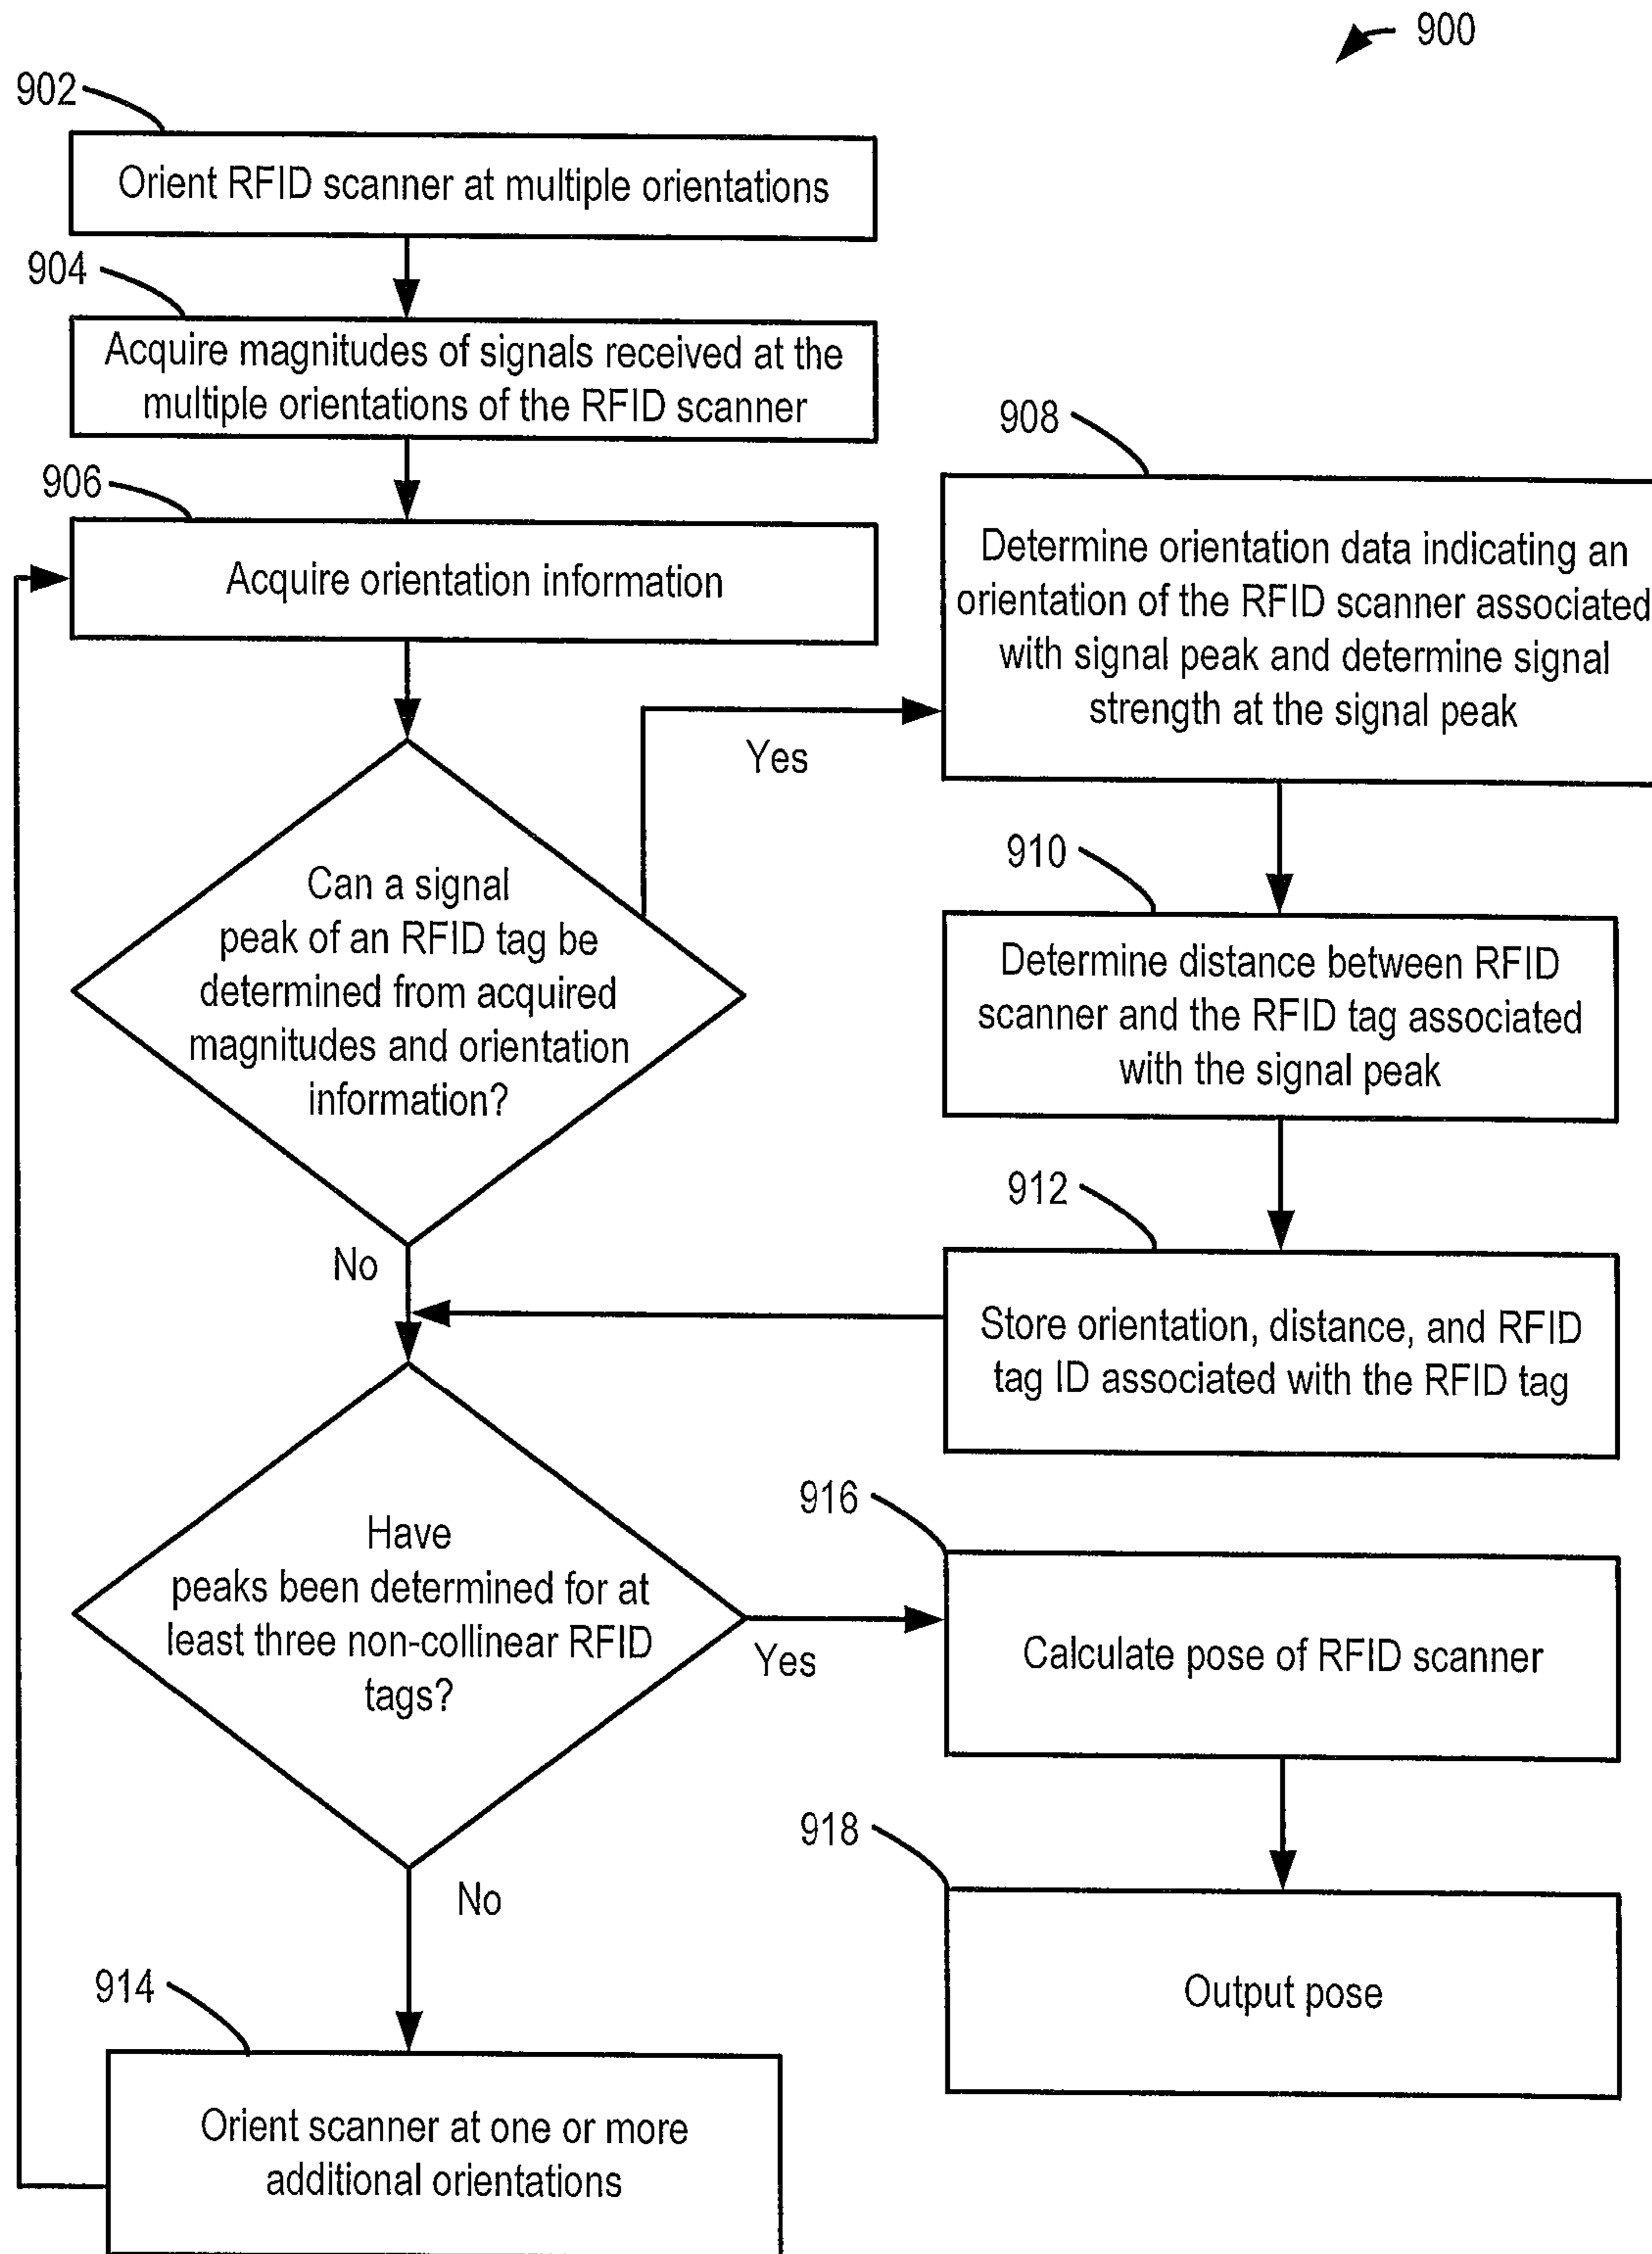 900
902
Orient RFID scanner at multiple orientations
904
Acquire magnitudes of signals received at the
multiple orientations of the RFID scanner
906
Acquire orientation information
Can a signal
peak of an RFID tag be
determined from acquired
magnitudes and orientation
information?
Yes
No
908
Determine orientation data indicating an
orientation of the RFID scanner associated
with signal peak and determine signal
strength at the signal peak
910
Determine distance between RFID
scanner and the RFID tag associated
with the signal peak
912
Store orientation, distance, and RFID
tag ID associated with the RFID tag
Have
peaks been determined for at
least three non-collinear RFID
tags?
Yes
No
914
Orient scanner at one or more
additional orientations
916
Calculate pose of RFID scanner
918
Output pose